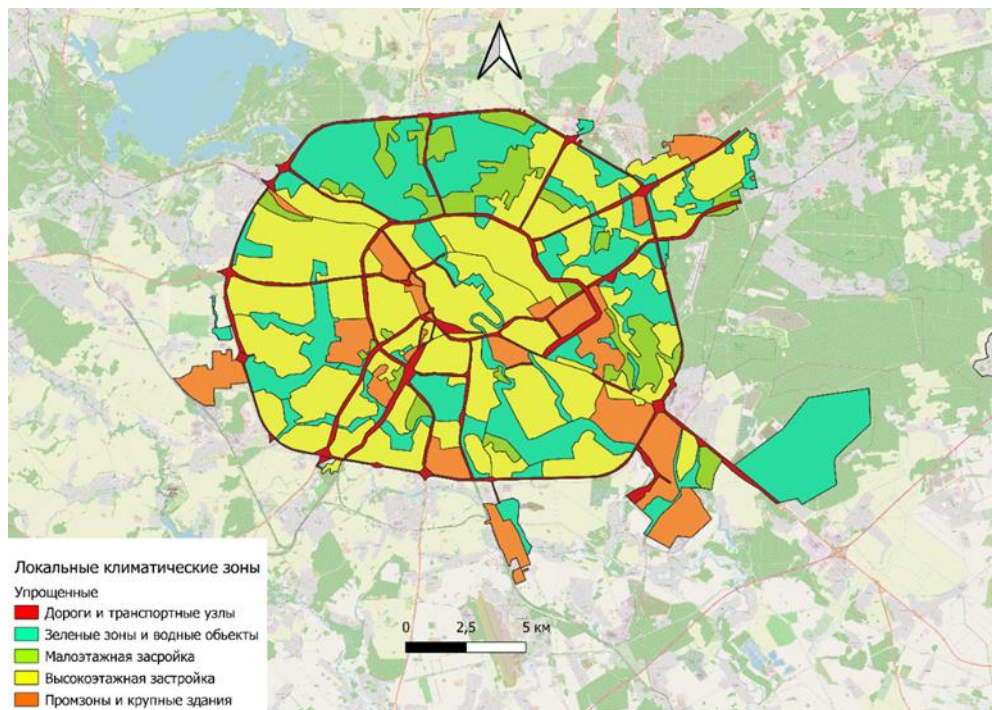 Локальные климатические зоны
Упрощенные
Дороги и транспортные узлы
Зеленые зоны и водные обьекты
Малоэтажная засройка
Высокоэтажная застройка
Промзоны и крупные здания
0 2,5 5 км